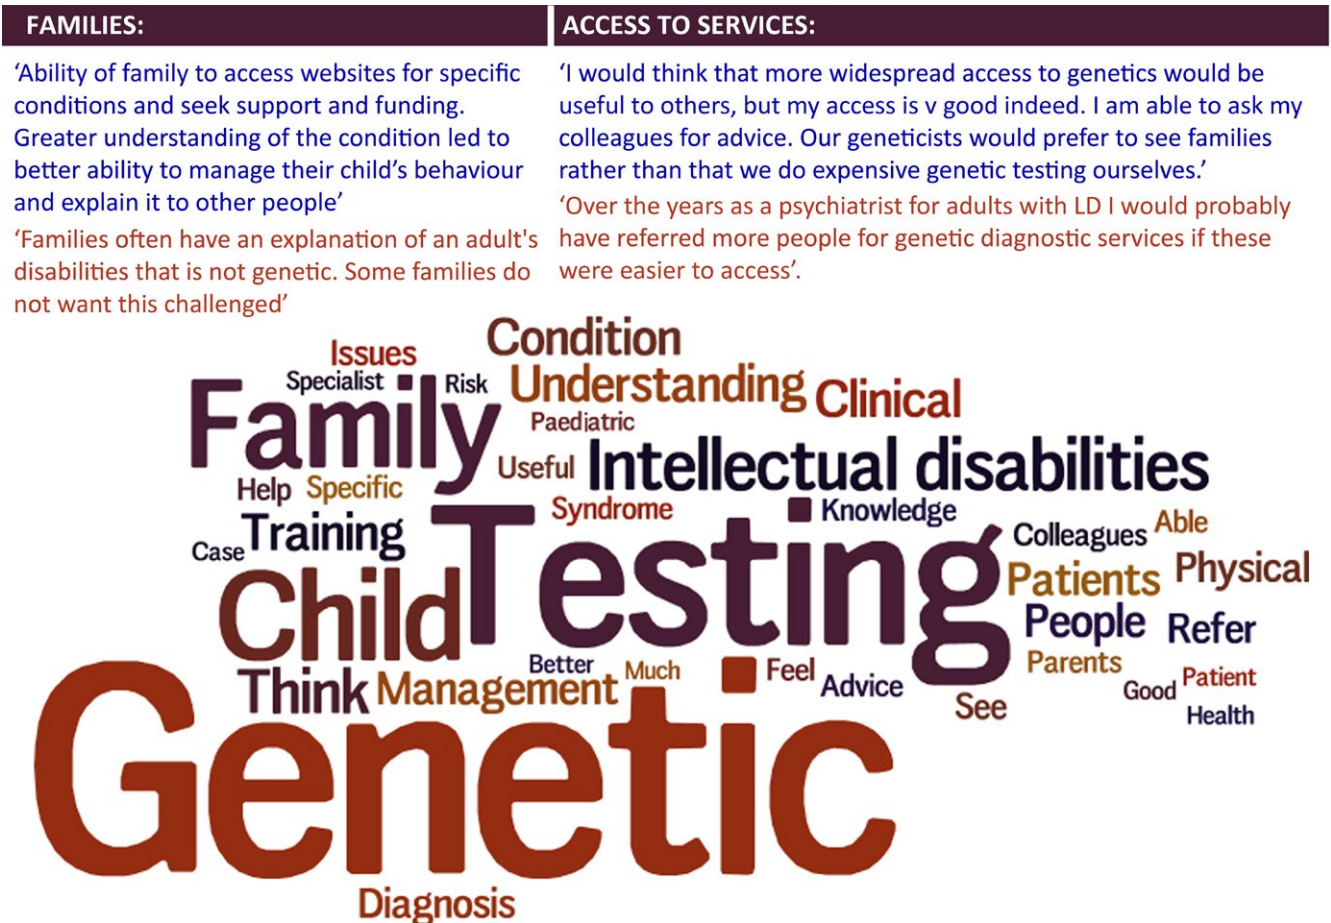 FAMILIES:
‘Ability of family to access websites for specific
conditions and seek support and funding.
Greater understanding of the condition led to
better ability to manage their child’s behaviour
and explain it to other people’
‘Families often have an explanation of an adult's
disabilities that is not genetic. Some families do
not want this challenged’
ACCESS TO SERVICES:
‘I would think that more widespread access to genetics would be
useful to others, but my access is v good indeed. I am able to ask my
colleagues for advice. Our geneticists would prefer to see families
rather than that we do expensive genetic testing ourselves.’
‘Over the years as a psychiatrist for adults with LD I would probably
have referred more people for genetic diagnostic services if these
were easier to access’.
Condition
Issues
Specialist
Risk
Understanding
Clinical
Family
Paediatric
Useful
Intellectual disabilities
Help
Specific
Syndrome
Knowledge
Training
Case
Testing
Colleagues
Able
Child
Patients
Physical
People
Refer
Better
Much
Feel
Parents
Think
Management
Advice
See
Good
Patient
Health
Genetic
Diagnosis